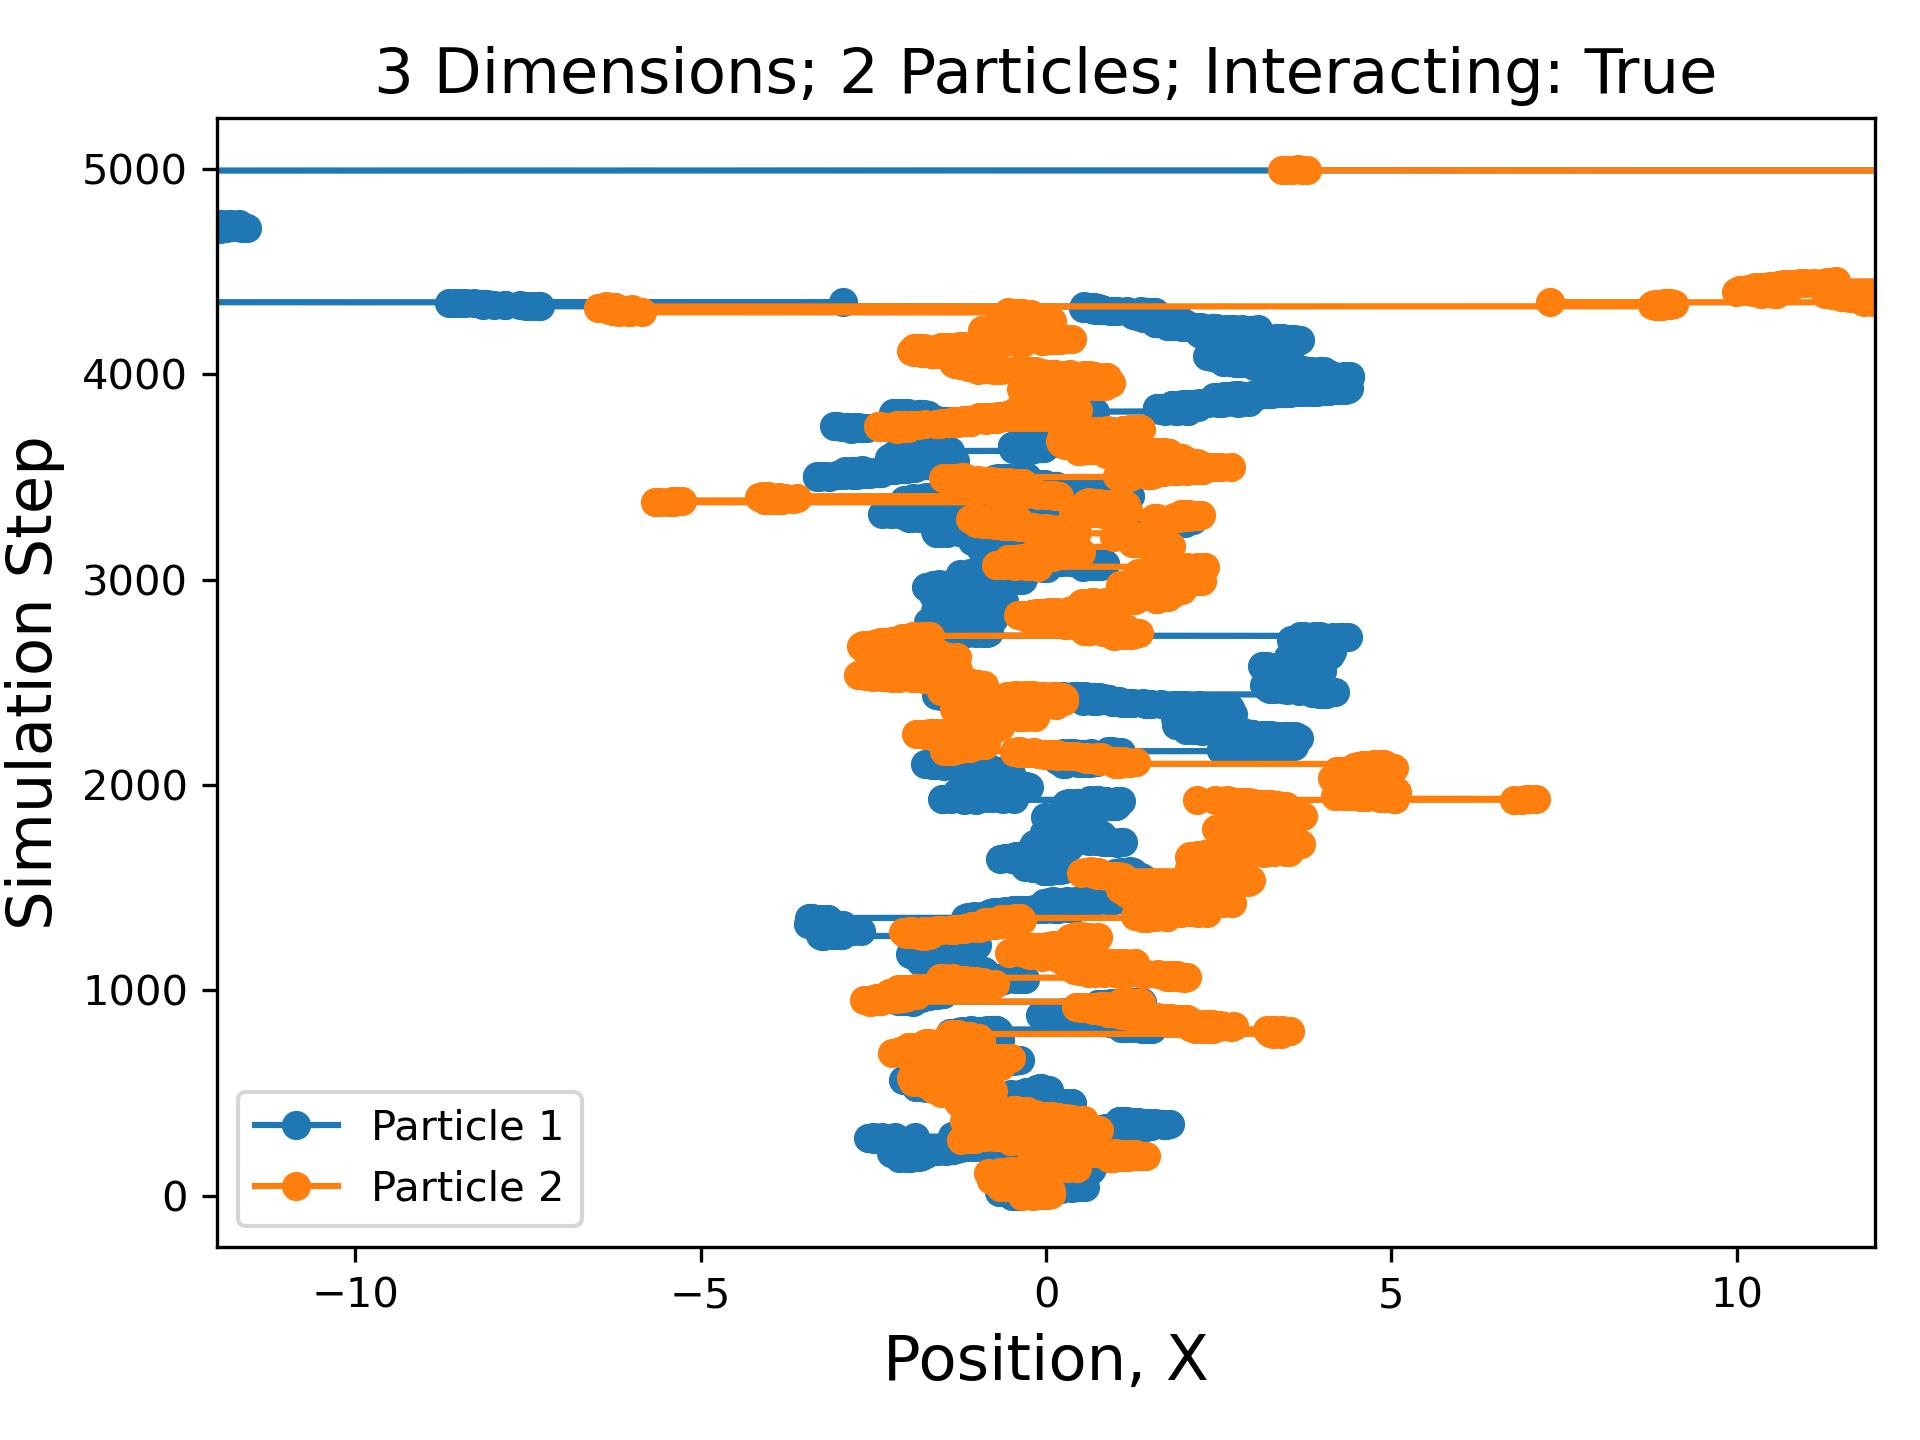 3 Dimensions; 2 Particles; Interacting: True
Simulation Step
5000
4000
3000
2000
1000
0
Particle 1
Particle 2
−10
−5
0
5
10
Position, X